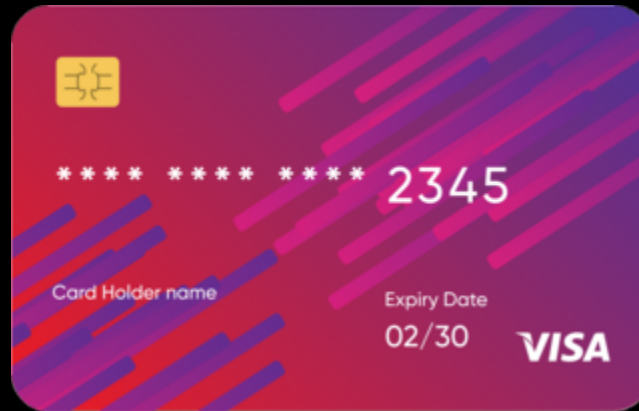 **** **** **** 2345
Card Holder name
Expiry Date
02/30
VISA